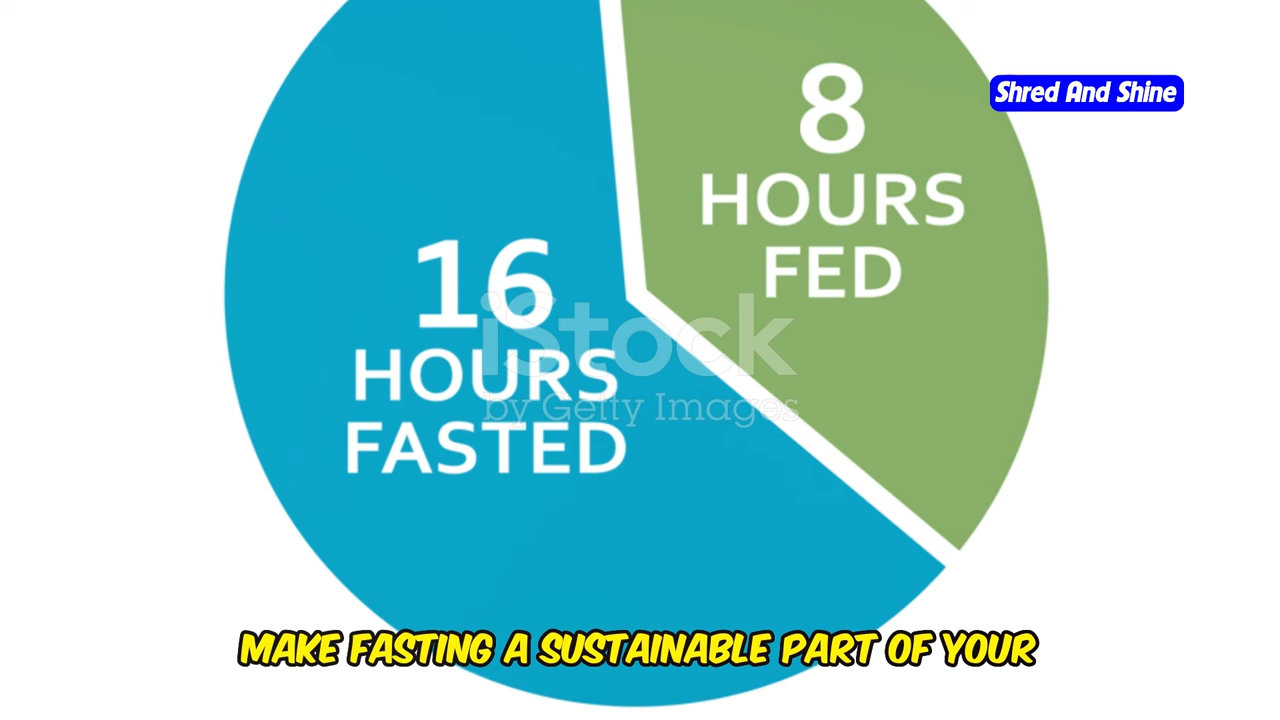 8
HOURS
FED
Shred And Shine
16
HOURS
FASTED
iStock
by Getty Images
MAKE FASTING A SUSTAINABLE PART OF YOUR